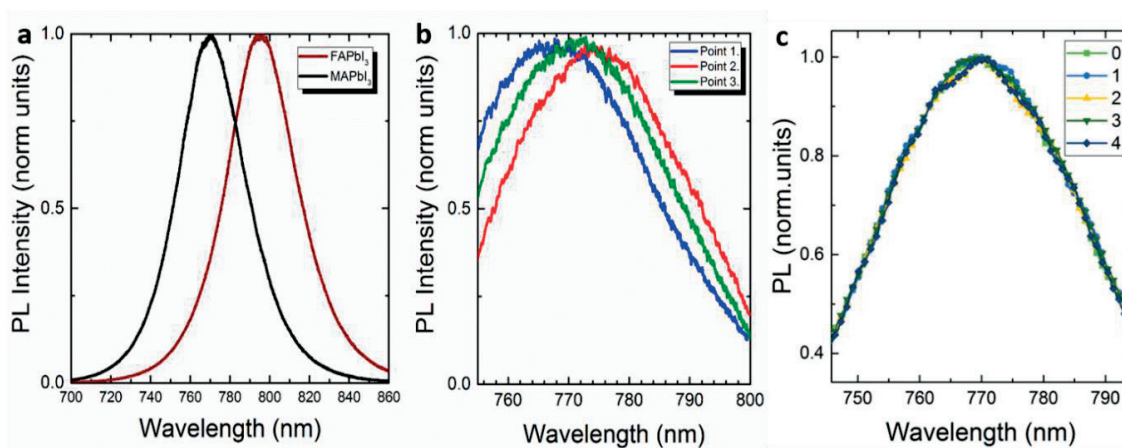 a
FAPbI₃
MAPbI₃
PL Intensity (norm units)
1.0
0.5
0.0
700 720 740 760 780 800 820 840 860
Wavelength (nm)
b
Point 1.
Point 2.
Point 3.
PL Intensity (norm units)
1.0
0.5
0.0
760 770 780 790 800
Wavelength (nm)
c
0
1
2
3
4
PL (norm.units)
1.0
0.8
0.6
0.4
750 760 770 780 790
Wavelength (nm)